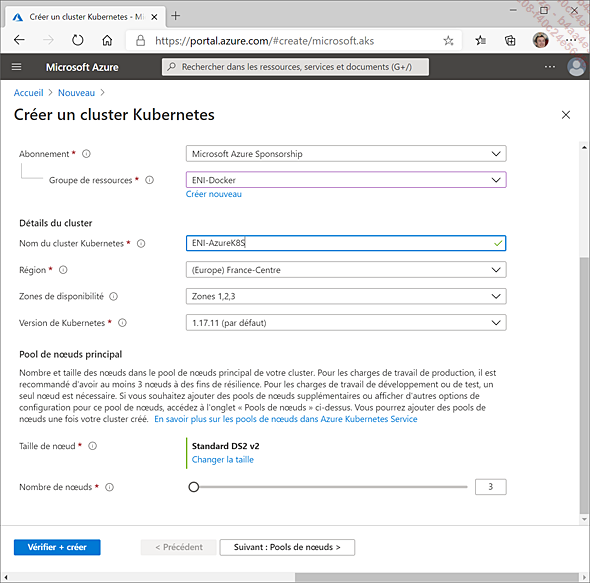 Créer un cluster Kubernetes - Mi
https://portal.azure.com/#create/microsoft.aks
Microsoft Azure
Rechercher dans les ressources, services et documents (G+/)
Accueil > Nouveau >
Créer un cluster Kubernetes
Abonnement *
Microsoft Azure Sponsorship
Groupe de ressources *
ENI-Docker
Créer nouveau
Détails du cluster
Nom du cluster Kubernetes *
ENI-AzureK8S
Région *
(Europe) France-Centre
Zones de disponibilité
Zones 1,2,3
Version de Kubernetes *
1.17.11 (par défaut)
Pool de nœuds principal
Nombre et taille des nœuds dans le pool de nœuds principal de votre cluster. Pour les charges de travail de production, il est
recommandé d'avoir au moins 3 nœuds à des fins de résilience. Pour les charges de travail de développement ou de test, un
seul nœud est nécessaire. Si vous souhaitez ajouter des pools de nœuds supplémentaires ou afficher d'autres options de
configuration pour ce pool de nœuds, accédez à l'onglet « Pools de nœuds » ci-dessus. Vous pourrez ajouter des pools de
nœuds une fois votre cluster créé. En savoir plus sur les pools de nœuds dans Azure Kubernetes Service
Taille de nœud *
Standard DS2 v2
Changer la taille
Nombre de nœuds *
3
Vérifier + créer
< Précédent
Suivant : Pools de nœuds >